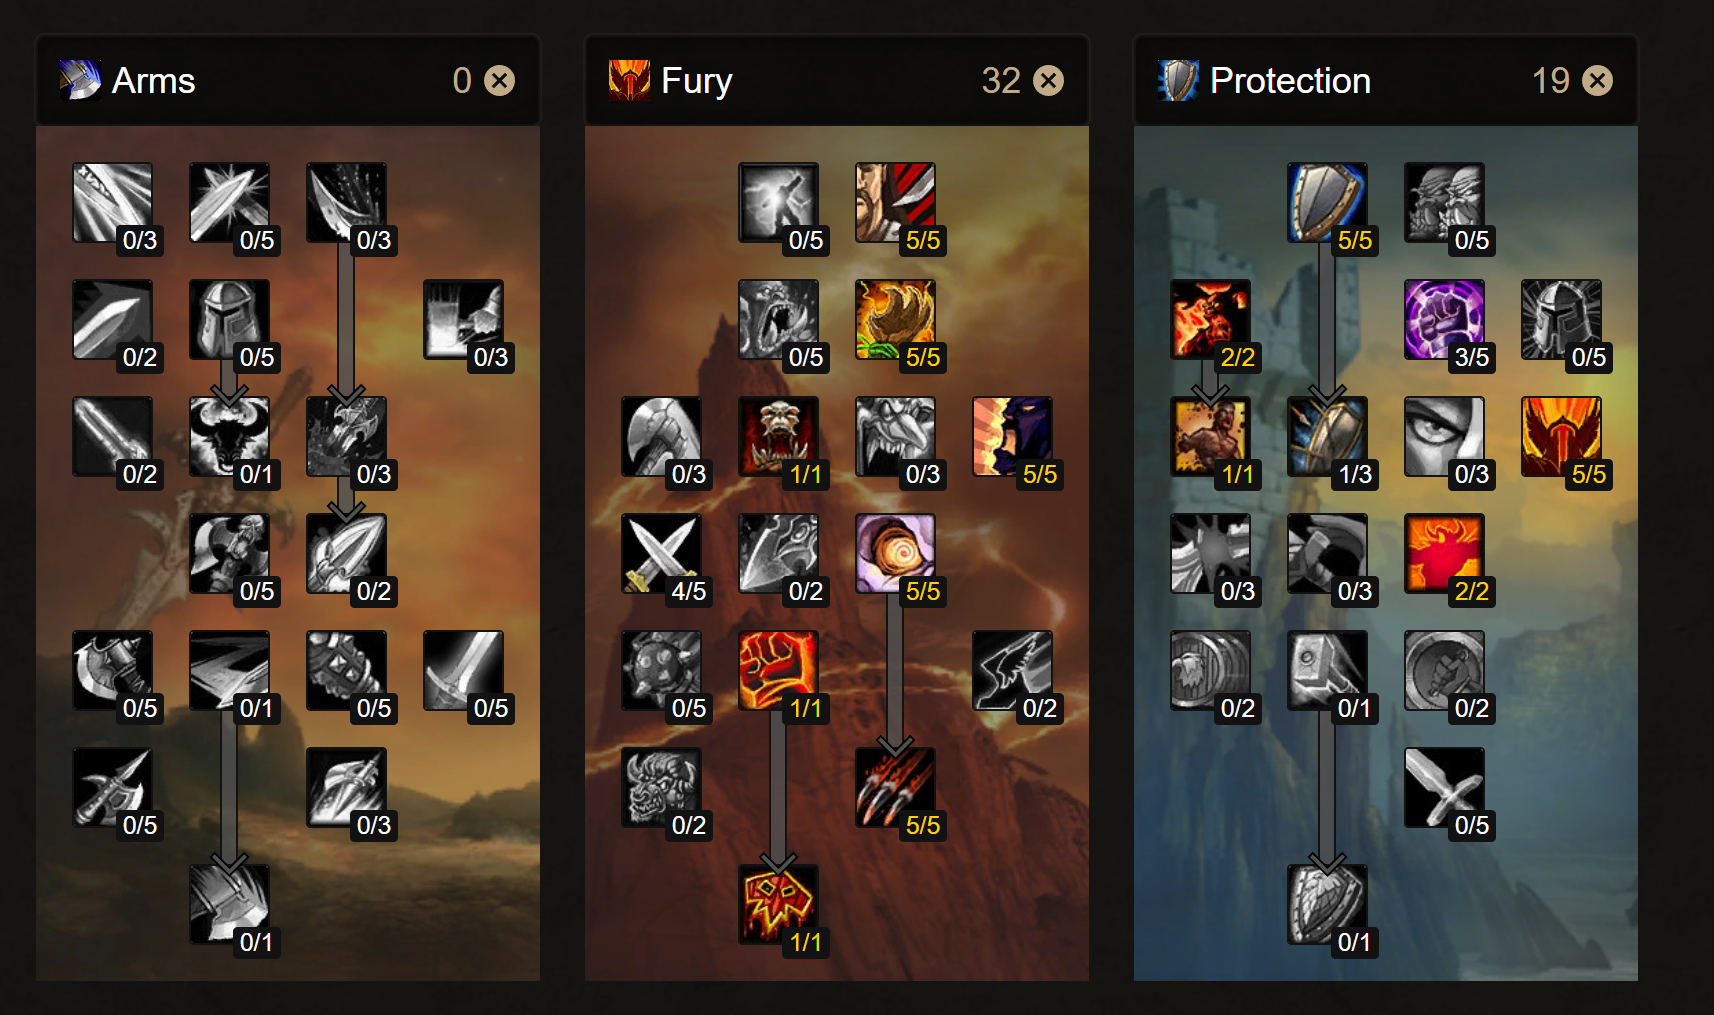 Arms 0
Fury 32
Protection 19
0/3 0/5 0/3
0/5 5/5
5/5 0/5
0/2 0/5 0/3
0/5 5/5
2/2 3/5 0/5
0/2 0/1 0/3
0/3 1/1 0/3 5/5
1/1 1/3 0/3 5/5
0/5 0/2
4/5 0/2 5/5
0/3 0/3 2/2
0/5 0/1 0/5 0/5
0/5 1/1 0/2
0/2 0/1 0/2
0/5 0/3
0/2 5/5
0/5
0/1
1/1
0/1